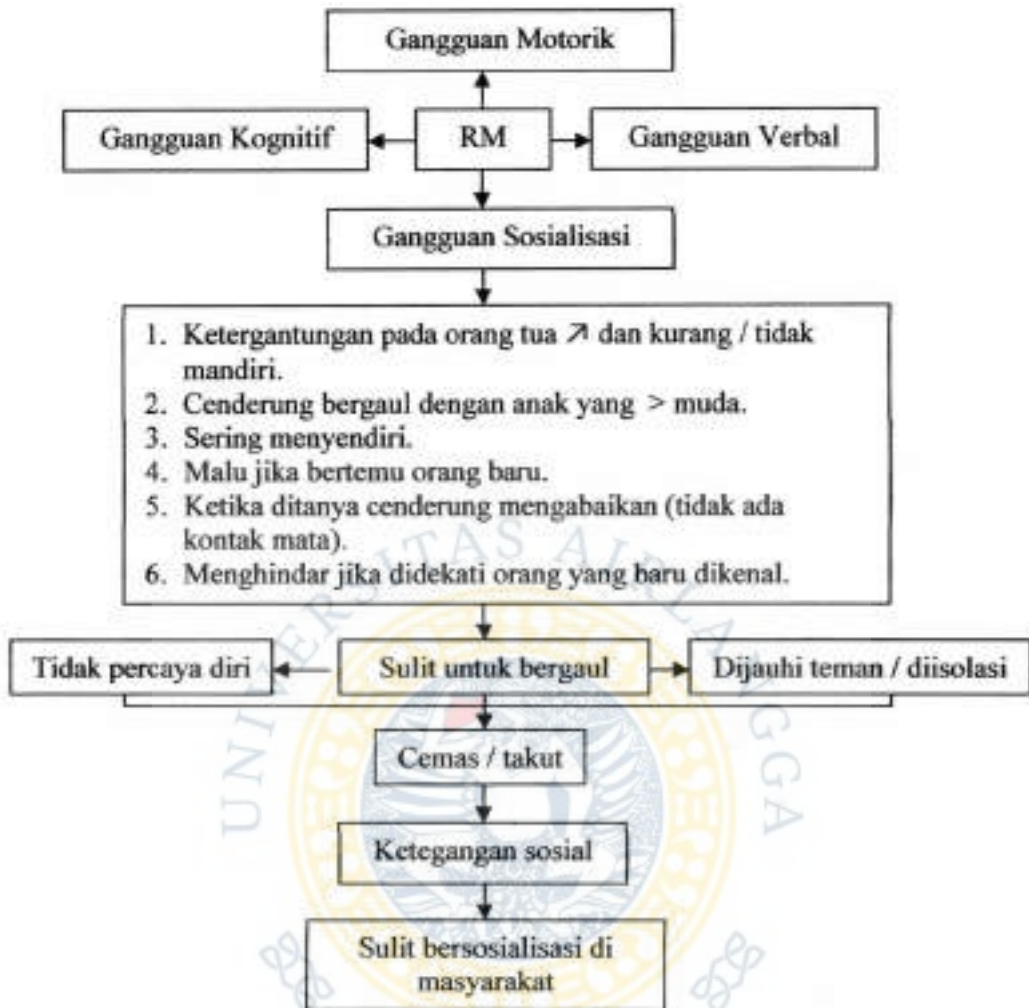 Gangguan Motorik
Gangguan Kognitif
RM
Gangguan Verbal
Gangguan Sosialisasi
1. Ketergantungan pada orang tua ↗ dan kurang / tidak
mandiri.
2. Cenderung bergaul dengan anak yang > muda.
3. Sering menyendiri.
4. Malu jika bertemu orang baru.
5. Ketika ditanya cenderung mengabaikan (tidak ada
kontak mata).
6. Menghindar jika didekati orang yang baru dikenal.
Tidak percaya diri
Sulit untuk bergaul
Dijauhi teman / diisolasi
Cemas / takut
Ketegangan sosial
Sulit bersosialisasi di
masyarakat
UNIVERSITAS AIRLANGGA